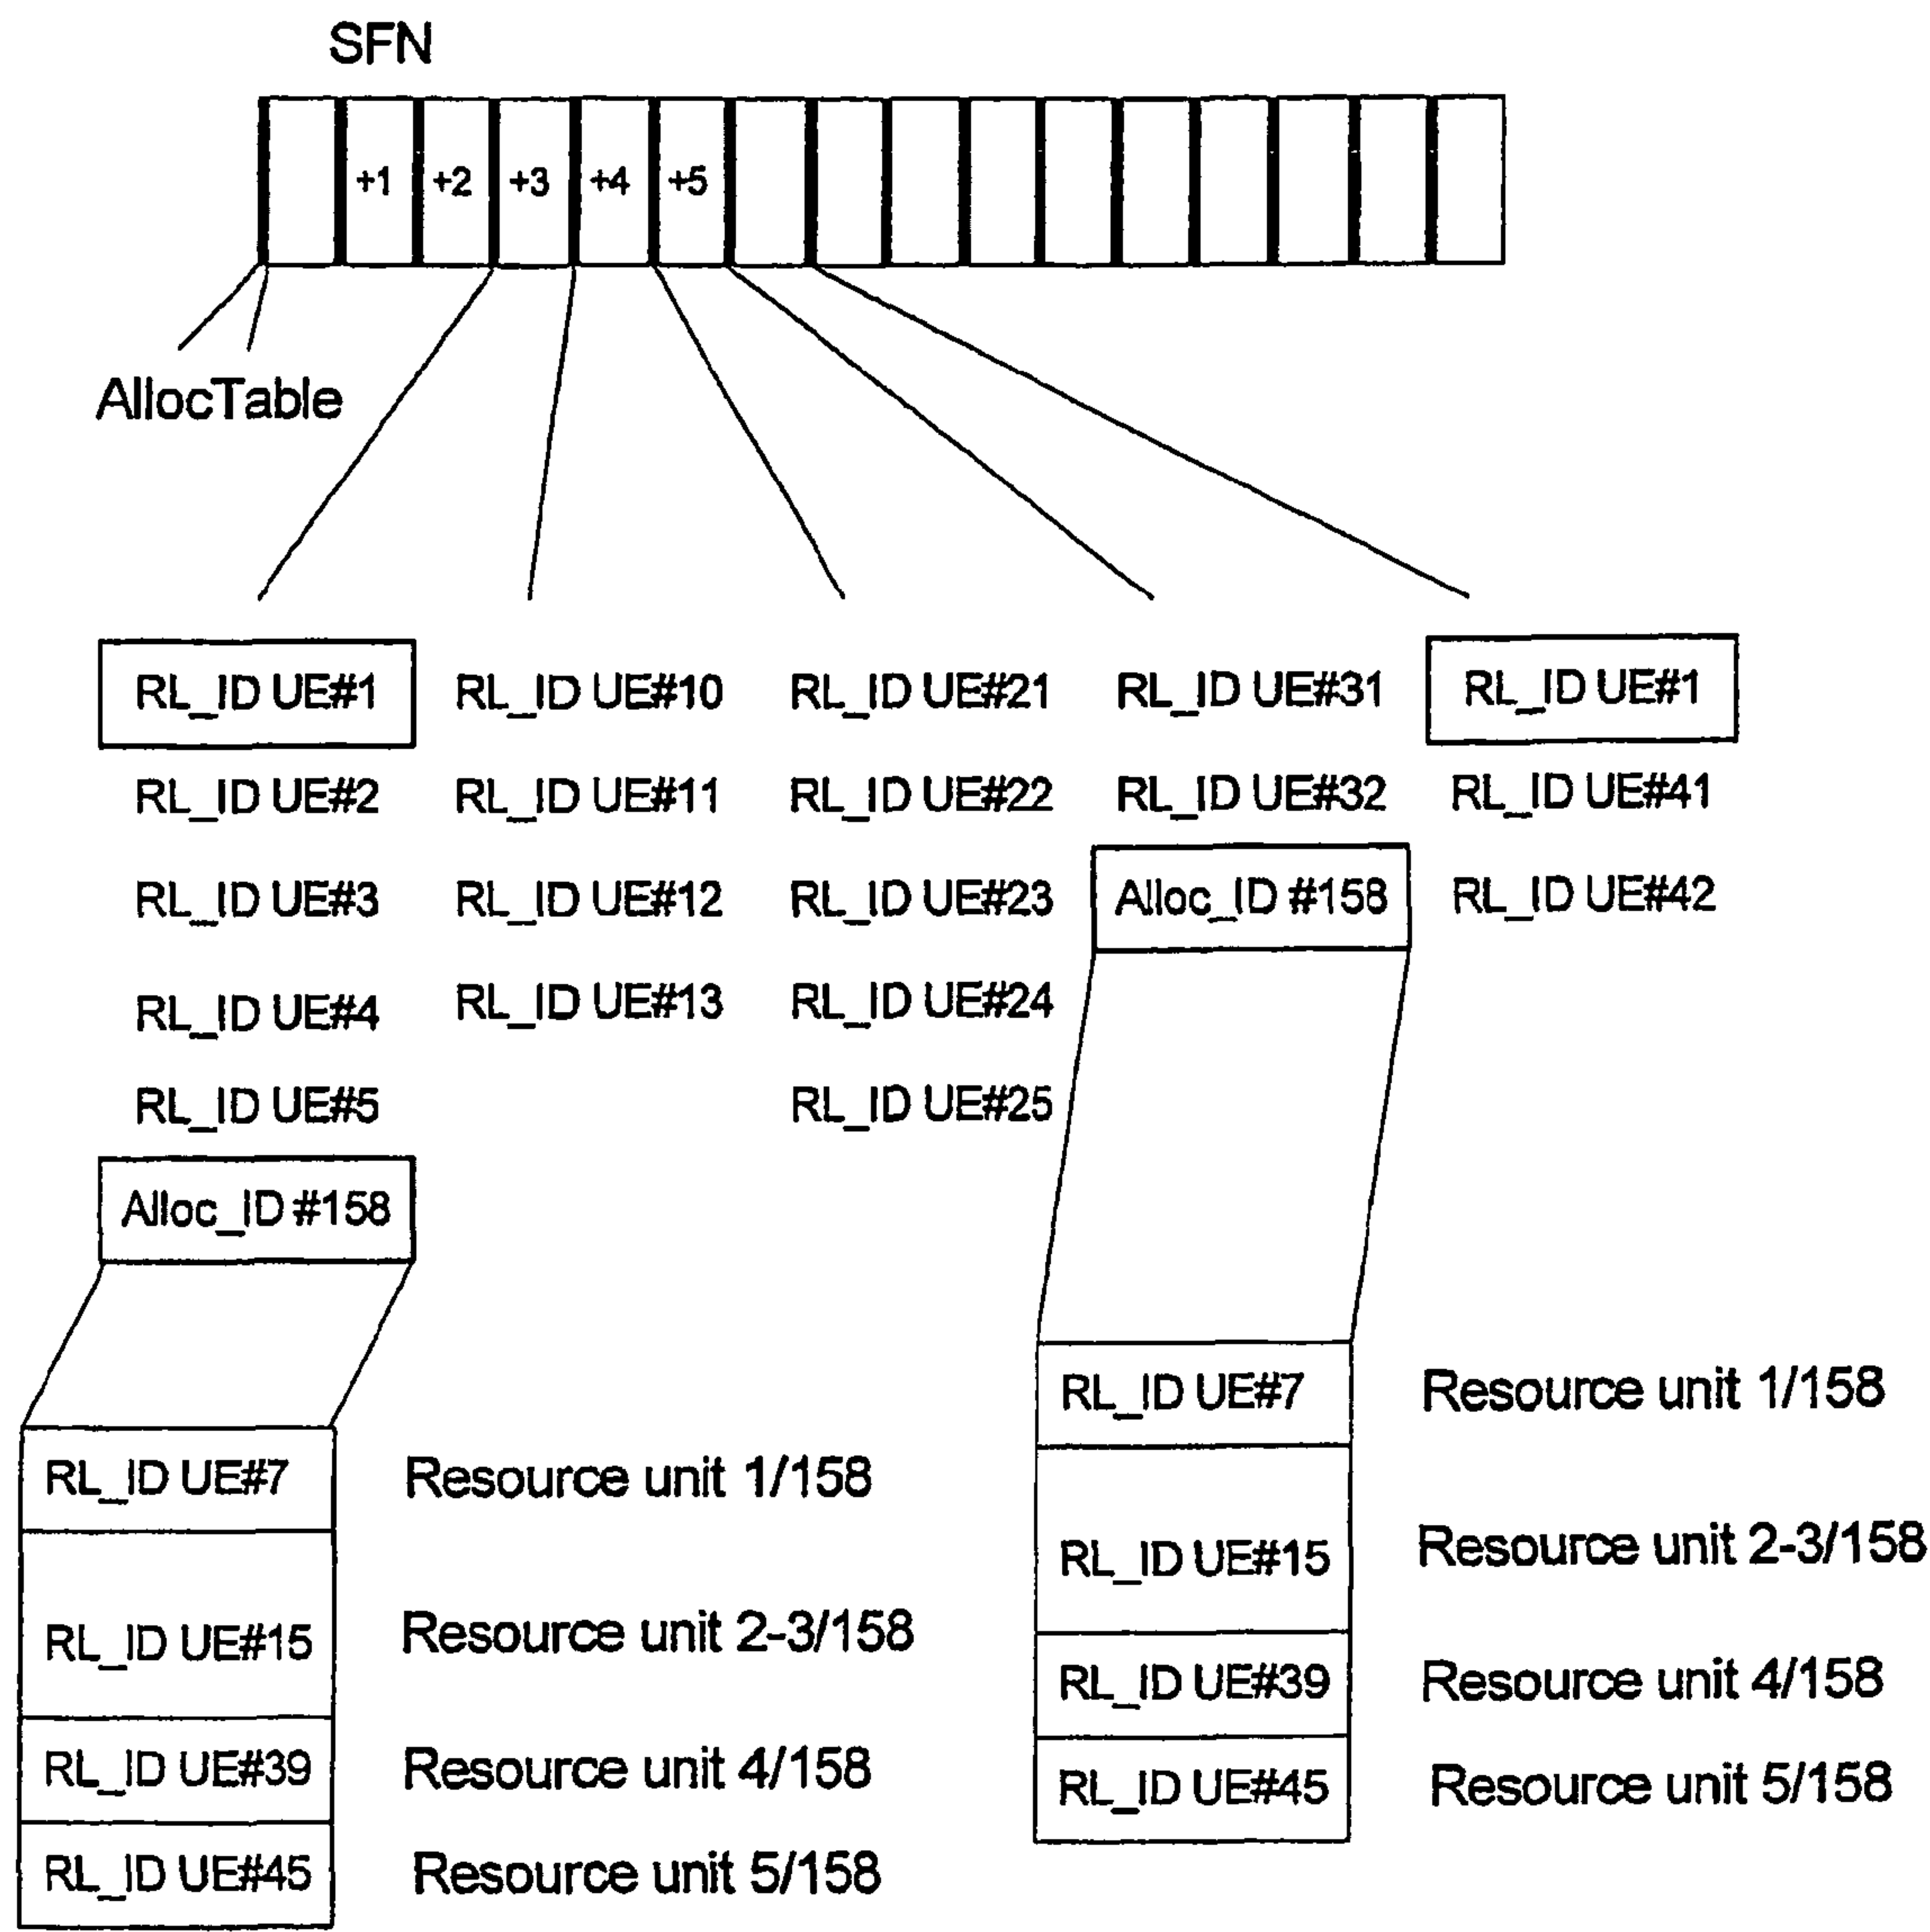 SFN
+1 +2 +3 +4 +5
AllocTable
RL_ID UE#1 RL_ID UE#10 RL_ID UE#21 RL_ID UE#31 RL_ID UE#1
RL_ID UE#2 RL_ID UE#11 RL_ID UE#22 RL_ID UE#32 RL_ID UE#41
RL_ID UE#3 RL_ID UE#12 RL_ID UE#23 Alloc_ID #158 RL_ID UE#42
RL_ID UE#4 RL_ID UE#13 RL_ID UE#24
RL_ID UE#5 RL_ID UE#25
Alloc_ID #158
RL_ID UE#7 Resource unit 1/158
RL_ID UE#15 Resource unit 2-3/158
RL_ID UE#39 Resource unit 4/158
RL_ID UE#45 Resource unit 5/158
RL_ID UE#7 Resource unit 1/158
RL_ID UE#15 Resource unit 2-3/158
RL_ID UE#39 Resource unit 4/158
RL_ID UE#45 Resource unit 5/158